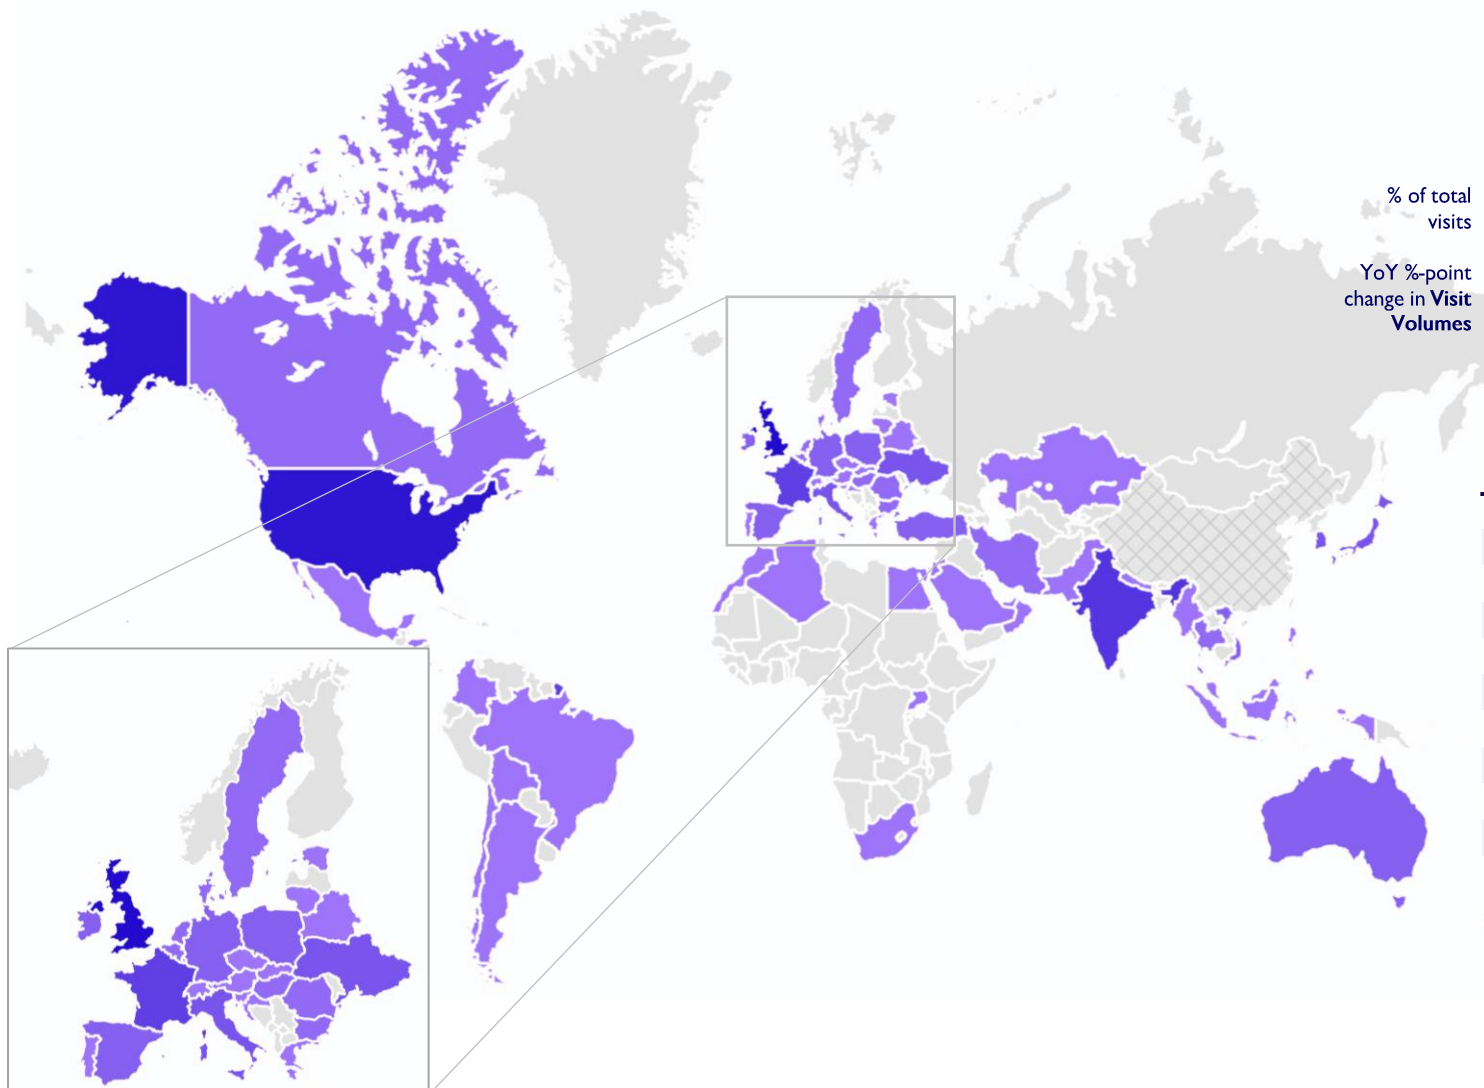 % of total
visits
YoY %-point
change in Visit
Volumes